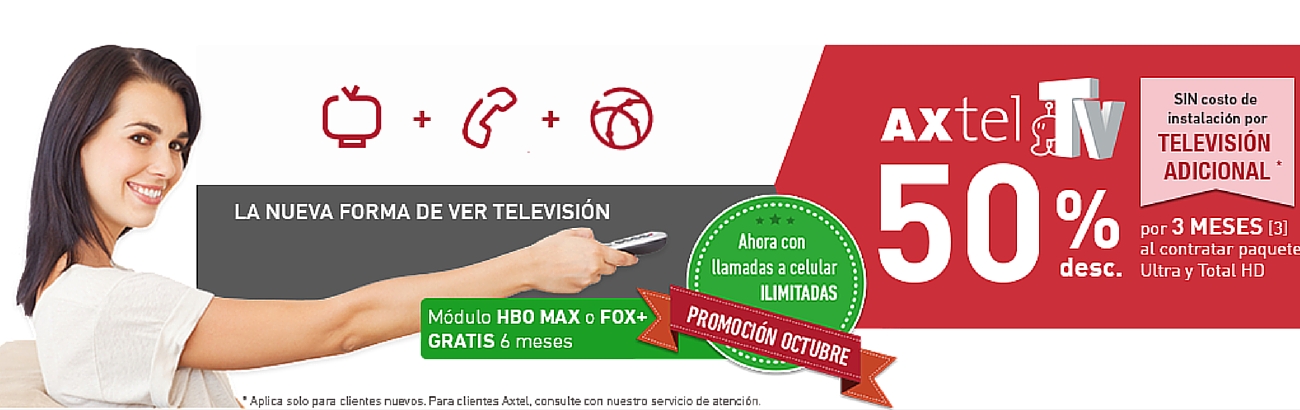 + +
LA NUEVA FORMA DE VER TELEVISIÓN
Módulo HBO MAX o FOX+
GRATIS 6 meses
Ahora con
llamadas a celular
ILIMITADAS
PROMOCIÓN OCTUBRE
AXtel TV
50% desc.
SIN costo de
instalación por
TELEVISIÓN
ADICIONAL *
por 3 MESES [3]
al contratar paquete
Ultra y Total HD
* Aplica solo para clientes nuevos. Para clientes Axtel, consulte con nuestro servicio de atención.